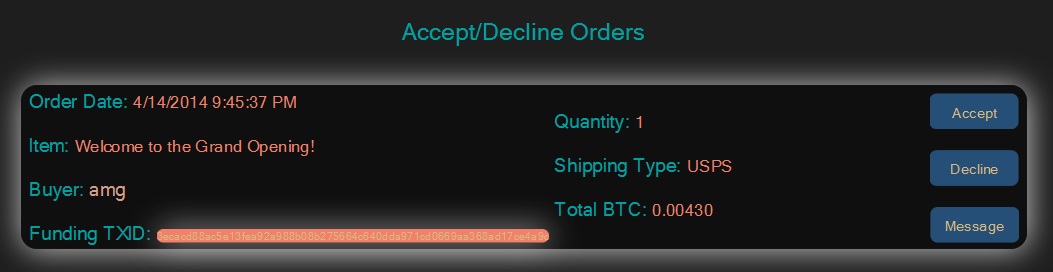 Accept/Decline Orders
Order Date: 4/14/2014 9:45:37 PM
Item: Welcome to the Grand Opening!
Buyer: amg
Funding TXID:
Quantity: 1
Shipping Type: USPS
Total BTC: 0.00430
Accept
Decline
Message